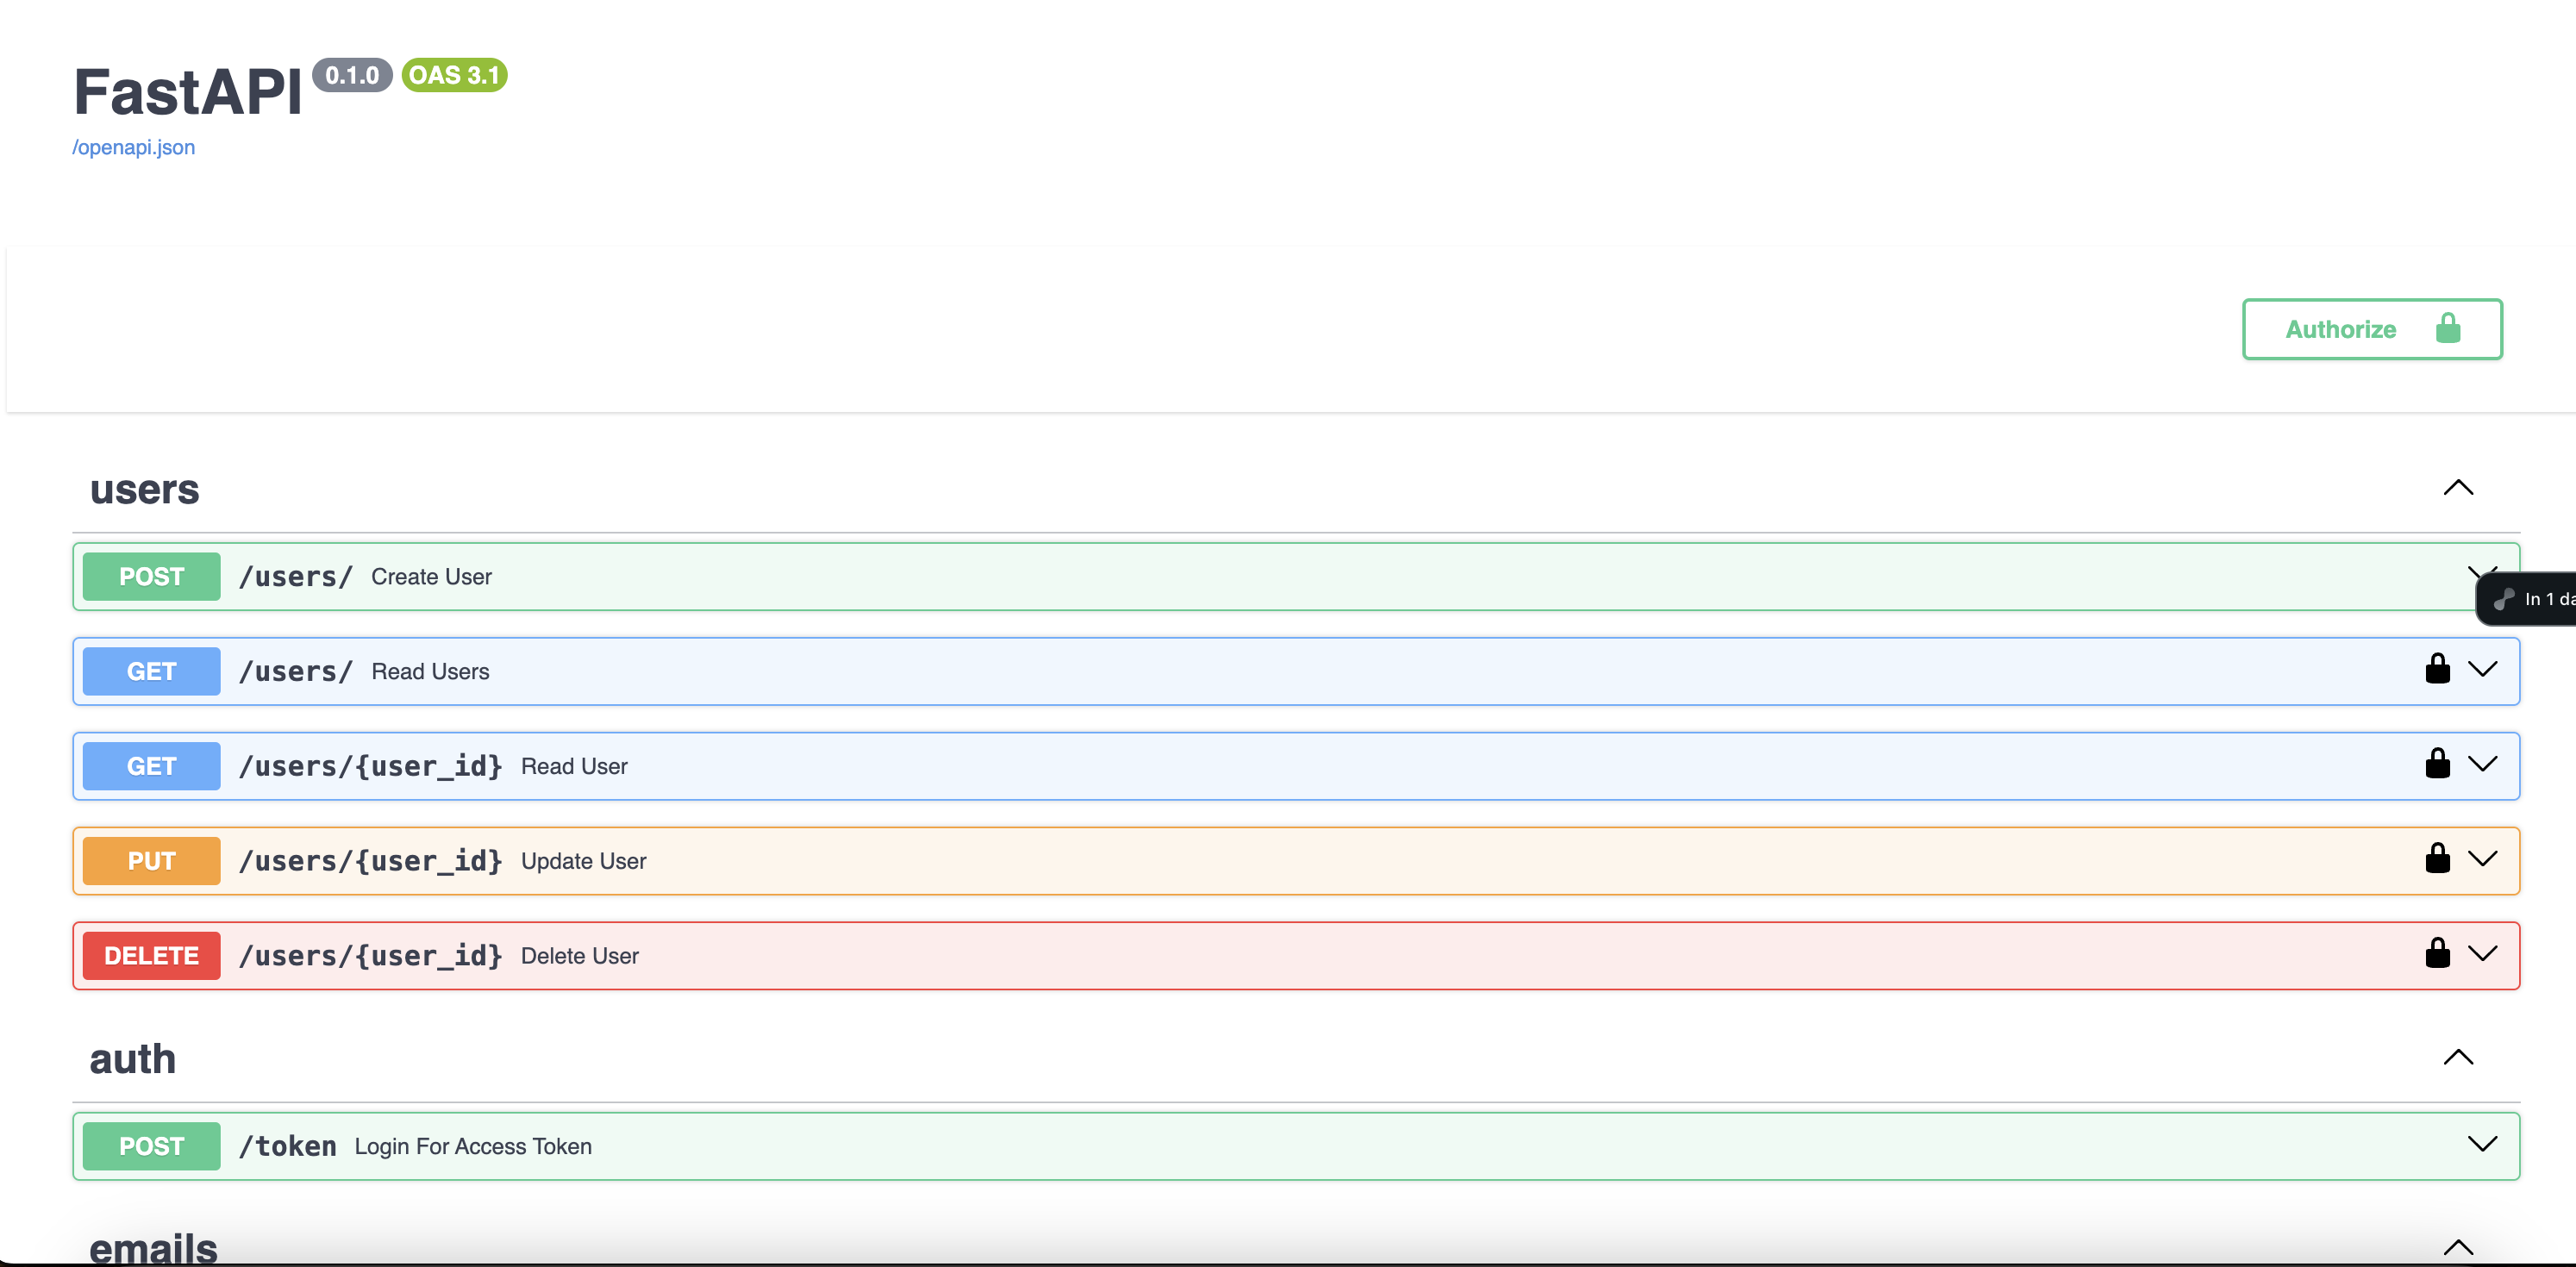 FastAPI 0.1.0 OAS 3.1
/openapi.json
Authorize
users
POST /users/ Create User
In 1
GET /users/ Read Users
GET /users/{user_id} Read User
PUT /users/{user_id} Update User
DELETE /users/{user_id} Delete User
auth
POST /token Login For Access Token
emails